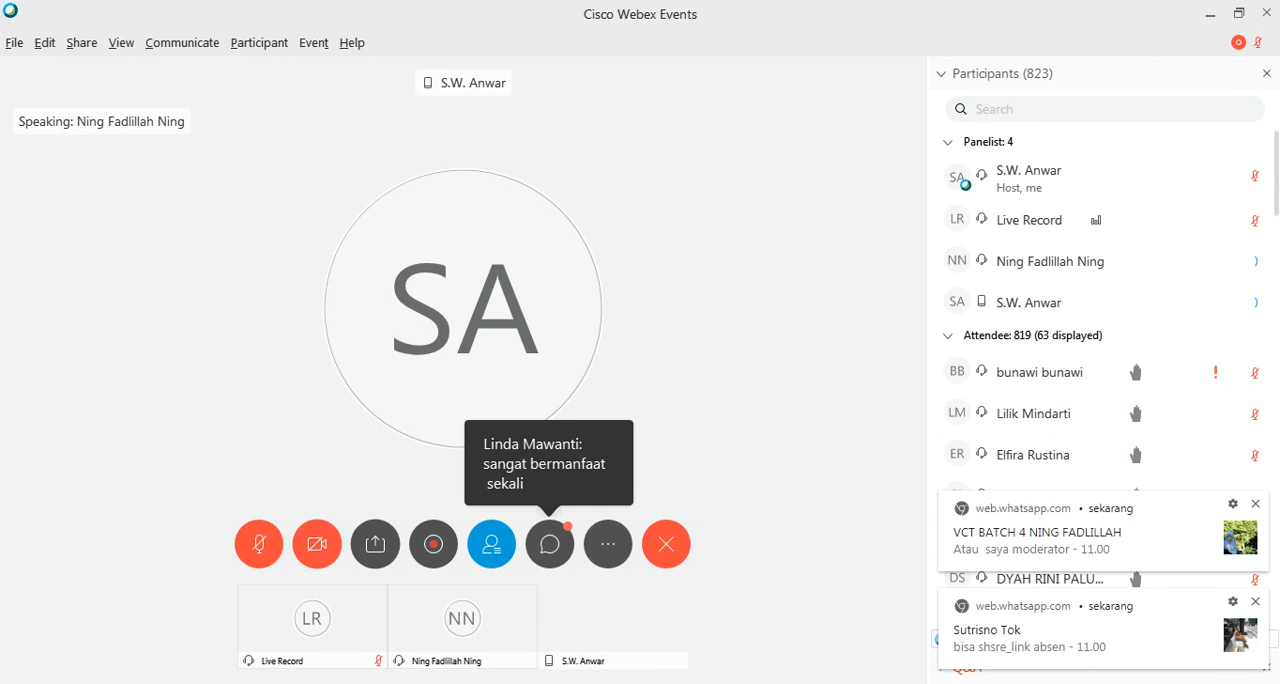 Cisco Webex Events
File Edit Share View Communicate Participant Event Help
S.W. Anwar
Speaking: Ning Fadlillah Ning
SA
Linda Mawanti:
sangat bermanfaat
sekali
LR
Live Record
NN
Ning Fadlillah Ning
S.W. Anwar
Participants (823)
Search
Panelist: 4
SA
S.W. Anwar
Host, me
LR
Live Record
NN
Ning Fadlillah Ning
SA
S.W. Anwar
Attendee: 819 (63 displayed)
BB
bunawi bunawi
LM
Lilik Mindarti
ER
Elfira Rustina
web.whatsapp.com • sekarang
VCT BATCH 4 NING FADLILLAH
Atau saya moderator - 11.00
DS
DYAH RINI PALU...
web.whatsapp.com • sekarang
Sutrisno Tok
bisa shsre_link absen - 11.00